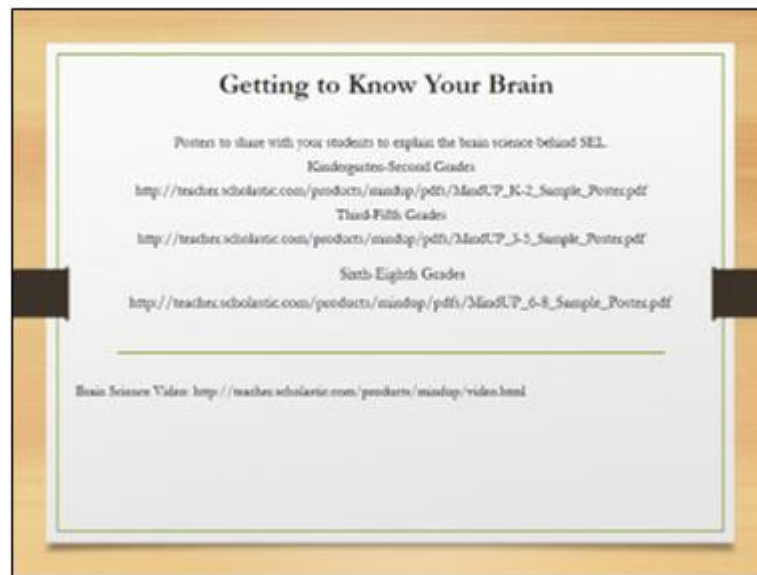 Getting to Know Your Brain
Posters to share with your students to explain the brain science behind SEL.
Kindergarten-Second Grades
http://teacher.scholastic.com/products/mindup/pdfs/MindUP_K-2_Sample_Poster.pdf
Third-Fifth Grades
http://teacher.scholastic.com/products/mindup/pdfs/MindUP_3-5_Sample_Poster.pdf
Sixth-Eighth Grades
http://teacher.scholastic.com/products/mindup/pdfs/MindUP_6-8_Sample_Poster.pdf
Brain Science Video: http://teacher.scholastic.com/products/mindup/video.html